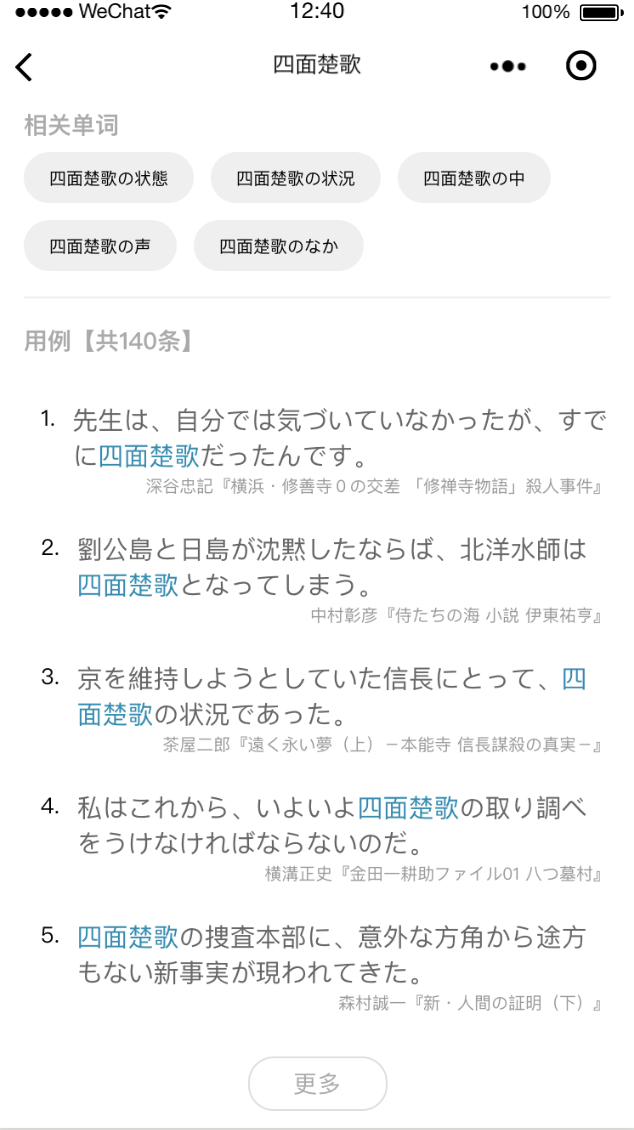 WeChat 12:40 100%
四面楚歌
相关单词
四面楚歌の状態 四面楚歌の状況 四面楚歌の中
四面楚歌の声 四面楚歌のなか
用例【共140条】
1. 先生は、自分では気づいていなかったが、すで
に四面楚歌だったんです。
深谷忠記『横浜・修善寺０の交差 「修禅寺物語」殺人事件』
2. 劉公島と日島が沈黙したならば、北洋水師は
四面楚歌となってしまう。
中村彰彦『侍たちの海 小説 伊東祐亨』
3. 京を維持しようとしていた信長にとって、四
面楚歌の状況であった。
茶屋二郎『遠く永い夢（上）－本能寺 信長謀殺の真実－』
4. 私はこれから、いよいよ四面楚歌の取り調べ
をうけなければならないのだ。
横溝正史『金田一耕助ファイル01 八つ墓村』
5. 四面楚歌の捜査本部に、意外な方角から途方
もない新事実が現われてきた。
森村誠一『新・人間の証明（下）』
更多